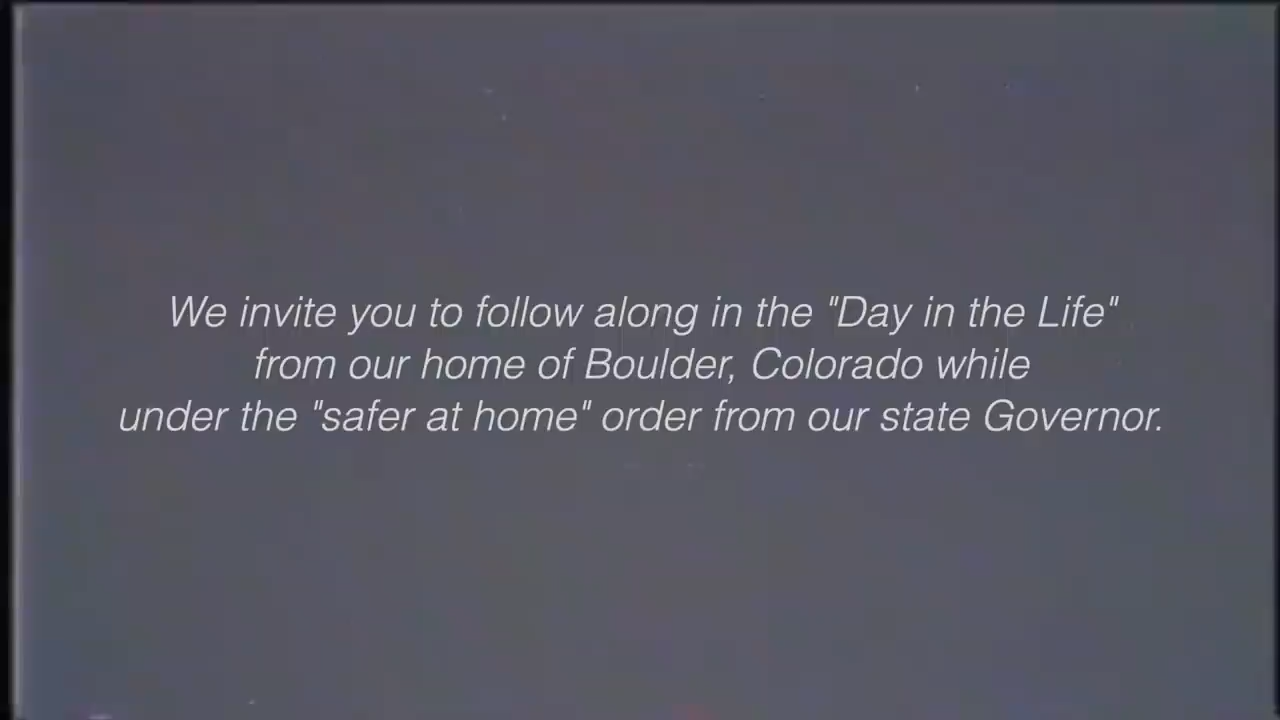 We invite you to follow along in the "Day in the Life"
from our home of Boulder, Colorado while
under the "safer at home" order from our state Governor.